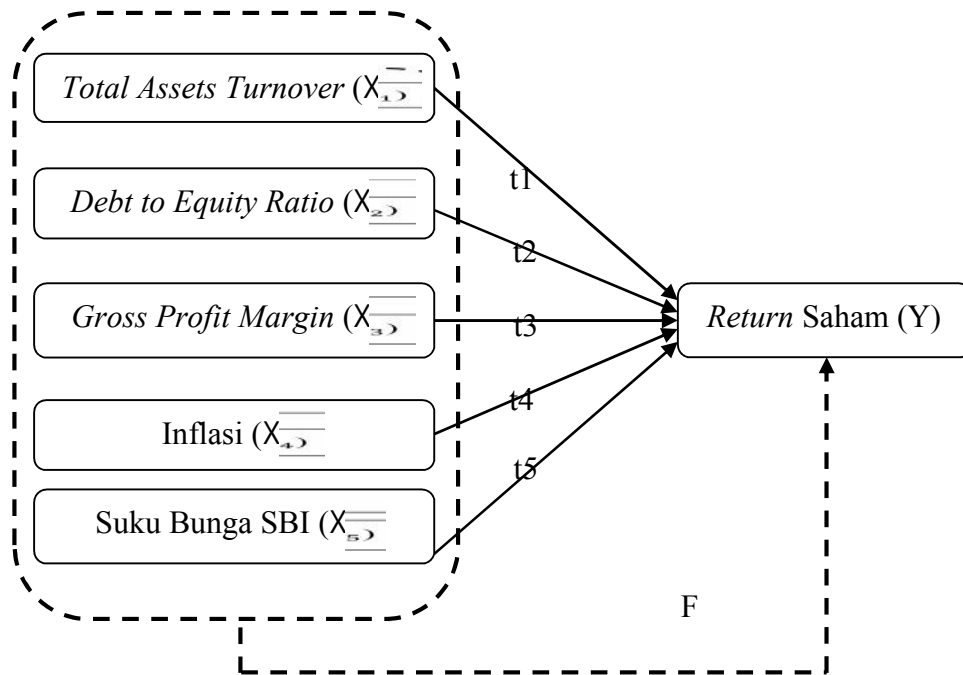 Total Assets Turnover (X₁)
t1
Debt to Equity Ratio (X₂)
t2
Gross Profit Margin (X₃)
t3
Return Saham (Y)
Inflasi (X₄)
t4
Suku Bunga SBI (X₅)
t5
F